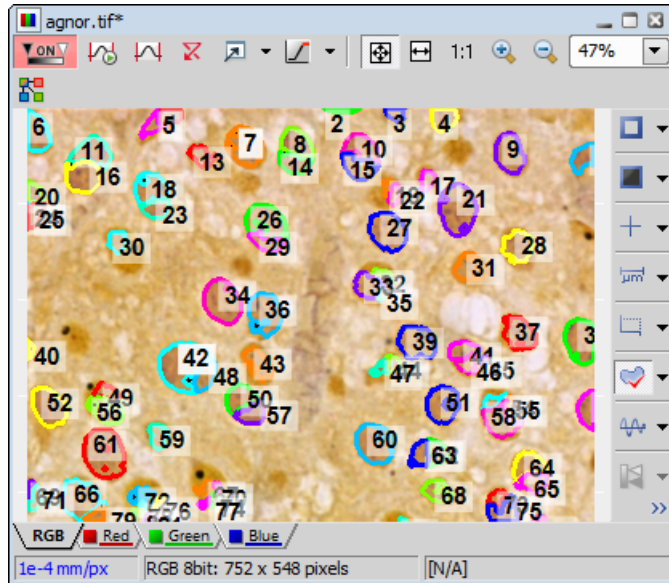 agnor.tif*
ON 1:1 47%
6 5 2 3 4
11 13 7 8 10 9
16 14 15
20 18 17
25 23 26 22 21
30 29 27 28
31
34 36 33 35
37
39
40 42 43
48 47 46
52 49 50 51
56 57 58 55
61 59 60 63
64
66 68 65
71 72 77 75
RGB Red Green Blue
1e-4 mm/px RGB 8bit: 752 x 548 pixels [N/A]